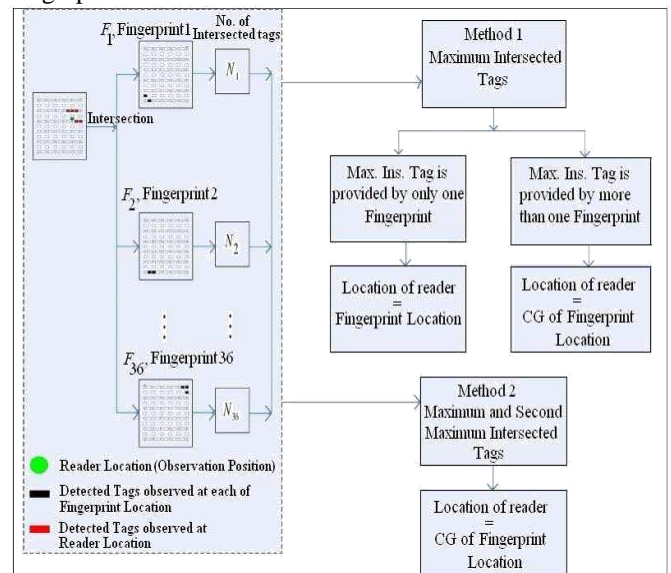 F1, Fingerprint1
No. of
Intersected tags
N1
Intersection
F2, Fingerprint2
N2
F36, Fingerprint36
N36
Reader Location (Observation Position)
Detected Tags observed at each of
Fingerprint Location
Detected Tags observed at
Reader Location
Method 1
Maximum Intersected
Tags
Max. Ins. Tag is
provided by only one
Fingerprint
Max. Ins. Tag is
provided by more
than one Fingerprint
Location of reader
=
Fingerprint Location
Location of reader
=
CG of Fingerprint
Location
Method 2
Maximum and Second
Maximum Intersected
Tags
Location of reader
=
CG of Fingerprint
Location